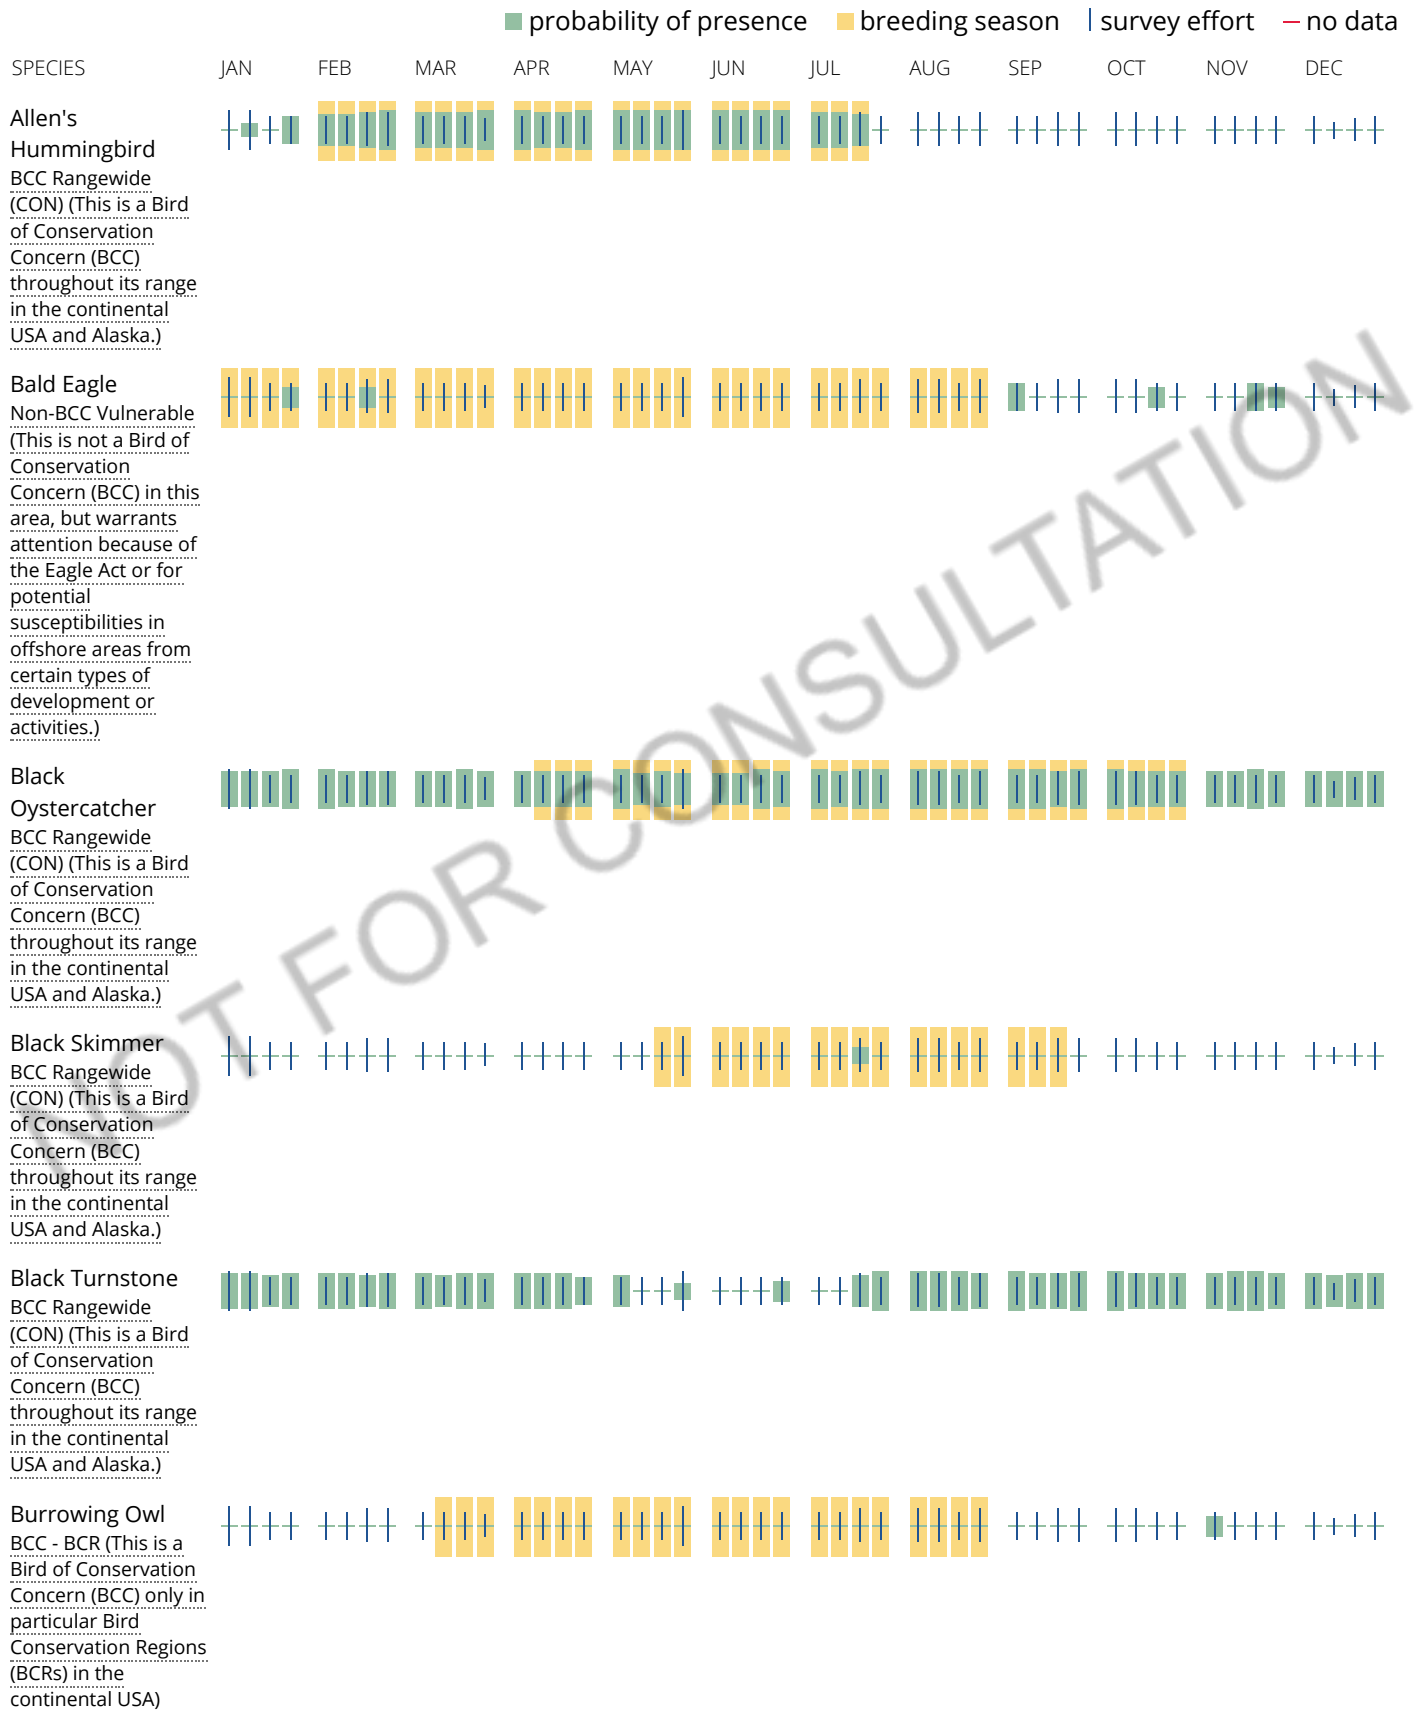 probability of presence breeding season survey effort no data
SPECIES JAN FEB MAR APR MAY JUN JUL AUG SEP OCT NOV DEC
Allen's
Hummingbird
BCC Rangewide
(CON) (This is a Bird
of Conservation
Concern (BCC)
throughout its range
in the continental
USA and Alaska.)
Bald Eagle
Non-BCC Vulnerable
(This is not a Bird of
Conservation
Concern (BCC) in this
area, but warrants
attention because of
the Eagle Act or for
potential
susceptibilities in
offshore areas from
certain types of
development or
activities.)
Black
Oystercatcher
BCC Rangewide
(CON) (This is a Bird
of Conservation
Concern (BCC)
throughout its range
in the continental
USA and Alaska.)
Black Skimmer
BCC Rangewide
(CON) (This is a Bird
of Conservation
Concern (BCC)
throughout its range
in the continental
USA and Alaska.)
Black Turnstone
BCC Rangewide
(CON) (This is a Bird
of Conservation
Concern (BCC)
throughout its range
in the continental
USA and Alaska.)
Burrowing Owl
BCC - BCR (This is a
Bird of Conservation
Concern (BCC) only in
particular Bird
Conservation Regions
(BCRs) in the
continental USA)
NOT FOR CONSULTATION